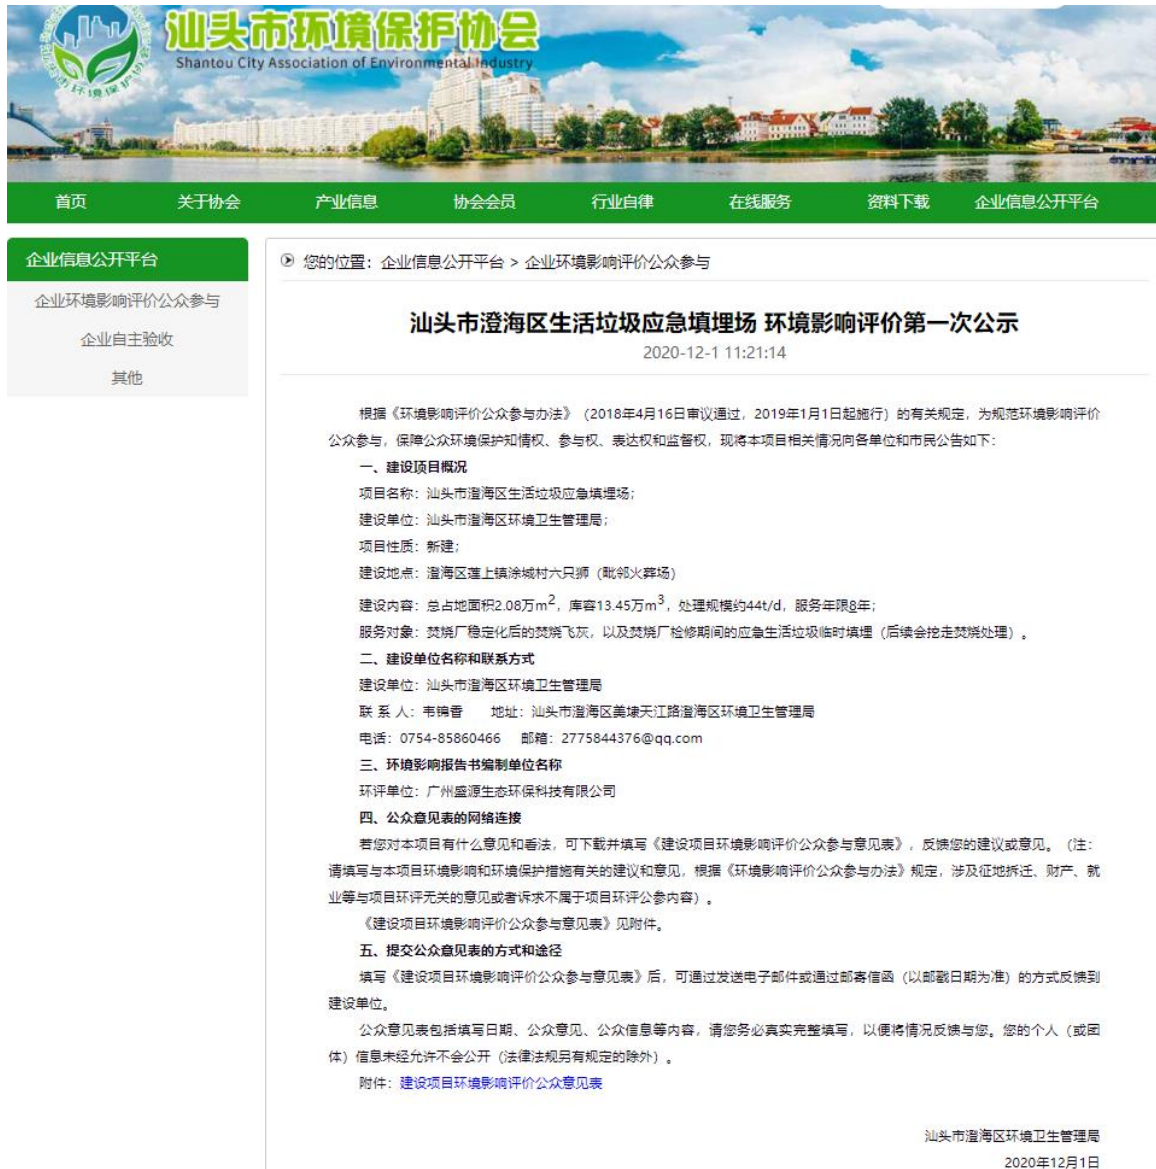 汕头市环境保护协会
Shantou City Association of Environmental Industry
首页 关于协会 产业信息 协会会员 行业自律 在线服务 资料下载 企业信息公开平台
企业信息公开平台
企业环境影响评价公众参与
企业自主验收
其他
您的位置：企业信息公开平台 > 企业环境影响评价公众参与
汕头市澄海区生活垃圾应急填埋场 环境影响评价第一次公示
2020-12-1 11:21:14
根据《环境影响评价公众参与办法》（2018年4月16日审议通过，2019年1月1日起施行）的有关规定，为规范环境影响评价
公众参与，保障公众环境保护知情权、参与权、表达权和监督权，现将本项目相关情况向各单位和市民公告如下：
一、建设项目概况
项目名称：汕头市澄海区生活垃圾应急填埋场；
建设单位：汕头市澄海区环境卫生管理局；
项目性质：新建；
建设地点：澄海区莲上镇涂城村六只狮（毗邻火葬场）
建设内容：总占地面积2.08万m²，库容13.45万m³，处理规模约44t/d，服务年限8年；
服务对象：焚烧厂稳定化后的焚烧飞灰，以及焚烧厂检修期间的应急生活垃圾临时填埋（后续会挖走焚烧处理）。
二、建设单位名称和联系方式
建设单位：汕头市澄海区环境卫生管理局
联 系 人：韦锦香 地址：汕头市澄海区美埭天江路澄海区环境卫生管理局
电话：0754-85860466 邮箱：2775844376@qq.com
三、环境影响报告书编制单位名称
环评单位：广州盛源生态环保科技有限公司
四、公众意见表的网络连接
若您对本项目有什么意见和看法，可下载并填写《建设项目环境影响评价公众参与意见表》，反馈您的建议或意见。（注：
请填写与本项目环境影响和环境保护措施有关的建议和意见，根据《环境影响评价公众参与办法》规定，涉及征地拆迁、财产、就
业等与项目环评无关的意见或者诉求不属于项目环评公参内容）。
《建设项目环境影响评价公众参与意见表》见附件。
五、提交公众意见表的方式和途径
填写《建设项目环境影响评价公众参与意见表》后，可通过发送电子邮件或通过邮寄信函（以邮戳日期为准）的方式反馈到
建设单位。
公众意见表包括填写日期、公众意见、公众信息等内容，请您务必真实完整填写，以便将情况反馈与您。您的个人（或团
体）信息未经允许不会公开（法律法规另有规定的除外）。
附件：建设项目环境影响评价公众意见表
汕头市澄海区环境卫生管理局
2020年12月1日